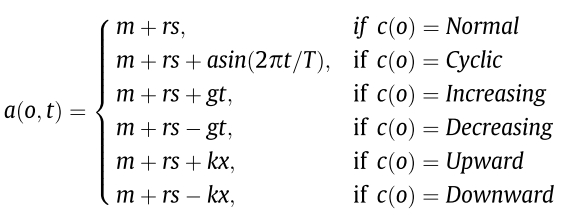 m + rs, if c(o) = Normal
m + rs + asin(2πt/T), if c(o) = Cyclic
m + rs + gt, if c(o) = Increasing
a(o, t) = m + rs − gt, if c(o) = Decreasing
m + rs + kx, if c(o) = Upward
m + rs − kx, if c(o) = Downward